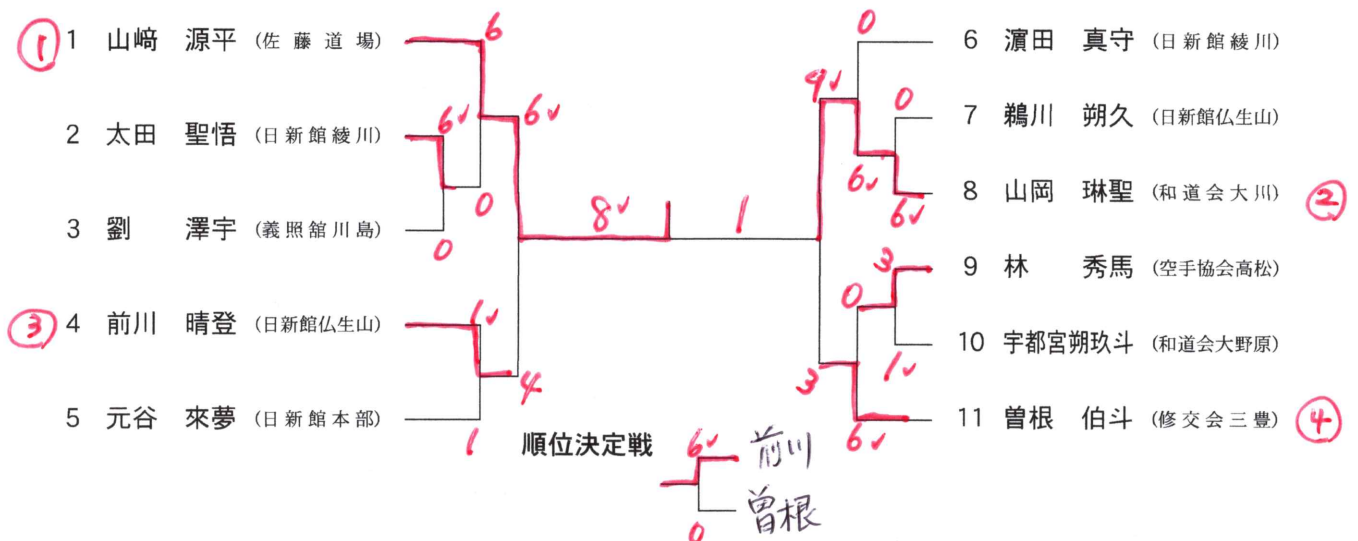 ① 1 山﨑 源平 (佐藤道場) 6
2 太田 聖悟 (日新館綾川) 6✓
6✓
0
3 劉 澤宇 (義照舘川島) 0
8✓
③ 4 前川 晴登 (日新館仏生山) 1✓
4
5 元谷 來夢 (日新館本部) 1
0 6 濱田 真守 (日新館綾川)
4✓
0 7 鵜川 朔久 (日新館仏生山)
6✓
6✓ 8 山岡 琳聖 (和道会大川) ②
1
3 9 林 秀馬 (空手協会高松)
0
1✓ 10 宇都宮朔玖斗 (和道会大野原)
3
6✓ 11 曽根 伯斗 (修交会三豊) ④
順位決定戦
6✓ 前川
0 曽根